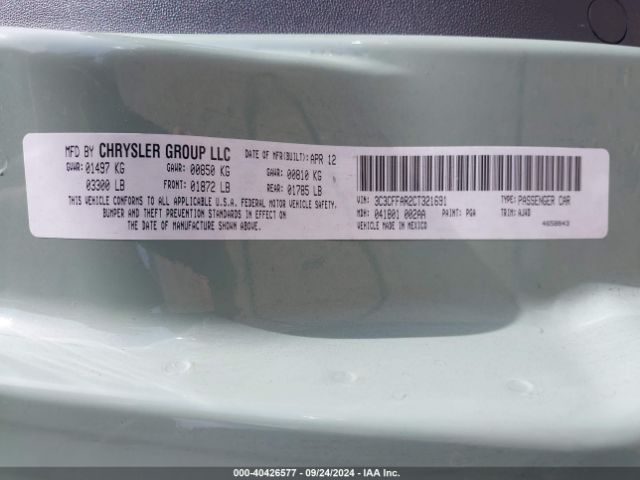 MFD BY CHRYSLER GROUP LLC DATE OF MFR(BUILT): APR 12
GVWR: 01497 KG GAWR: 00850 KG GAWR: 00810 KG
03300 LB FRONT: 01872 LB REAR: 01785 LB
THIS VEHICLE CONFORMS TO ALL APPLICABLE U.S.A. FEDERAL MOTOR VEHICLE SAFETY,
BUMPER AND THEFT PREVENTION STANDARDS IN EFFECT ON
THE DATE OF MANUFACTURE SHOWN ABOVE.
VIN: 3C3CFFAR2CT321691 TYPE: PASSENGER CAR
MDH: 041801 002AA PAINT: PGA TRIM: AJWD
VEHICLE MADE IN MEXICO 4658843
000-40426577 - 09/24/2024 - IAA Inc.